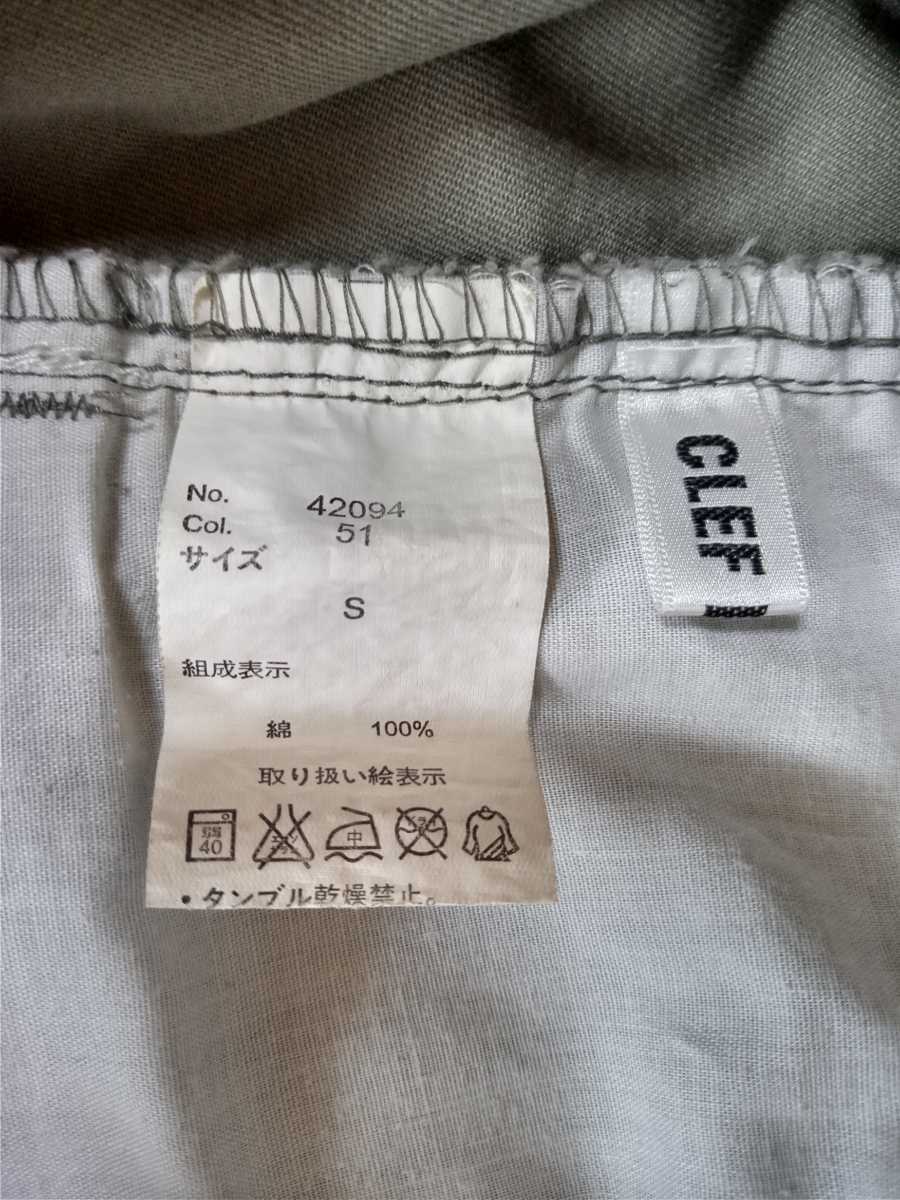 No. 42094
Col. 51
サイズ
S
組成表示
綿 100%
取り扱い絵表示
40 中
・タンブル乾燥禁止。
CLEF